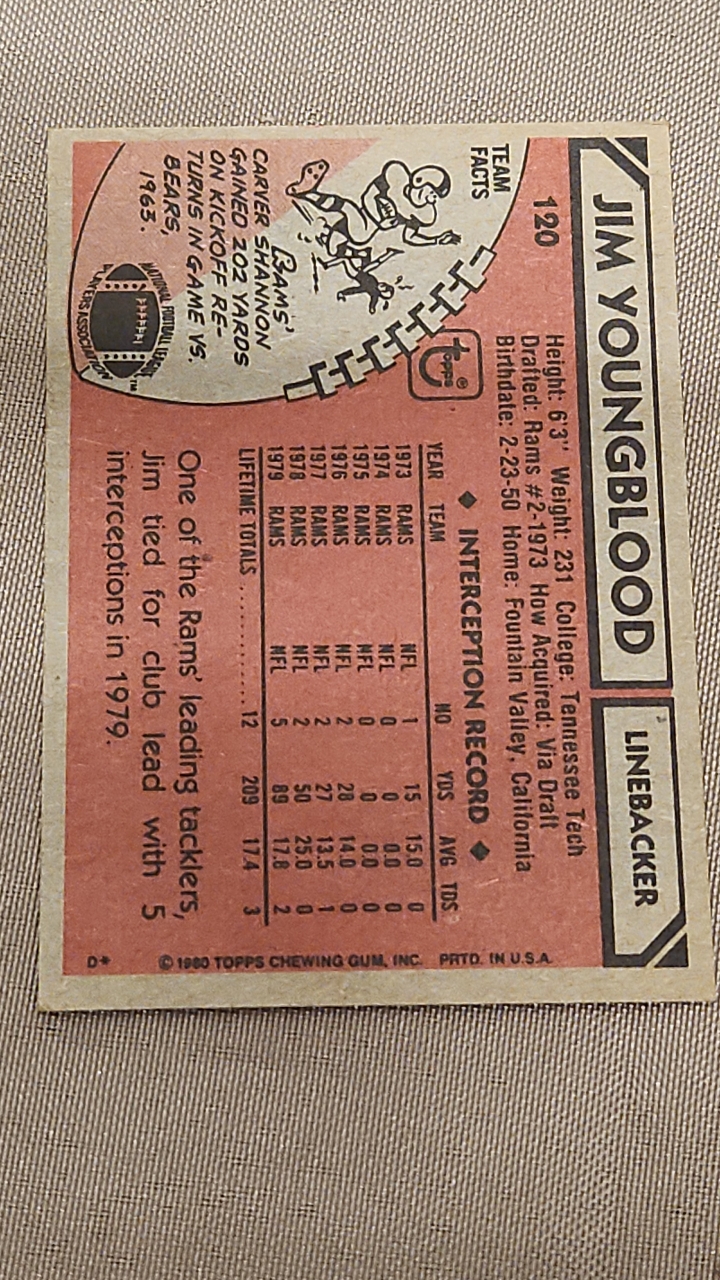 JIM YOUNGBLOOD
LINEBACKER
120
Height: 6'3" Weight: 231 College: Tennessee Tech
Drafted: Rams #2-1973 How Acquired: Via Draft
Birthdate: 2-23-50 Home: Fountain Valley, California
TEAM
FACTS
RAMS'
CARVER SHANNON
GAINED 202 YARDS
ON KICKOFF RE-
TURNS IN GAME VS.
BEARS,
1963.
NATIONAL FOOTBALL LEAGUE
PLAYERS ASSOCIATION
TM
topps®
◆ INTERCEPTION RECORD ◆
YEAR TEAM NO YDS AVG TDS
1973 RAMS NFL 1 15 15.0 0
1974 RAMS NFL 0 0 0.0 0
1975 RAMS NFL 0 0 0.0 0
1976 RAMS NFL 2 28 14.0 0
1977 RAMS NFL 2 27 13.5 1
1978 RAMS NFL 2 50 25.0 0
1979 RAMS NFL 5 89 17.8 2
LIFETIME TOTALS ............ 12 209 17.4 3
One of the Rams' leading tacklers,
Jim tied for club lead with 5
interceptions in 1979.
D* © 1980 TOPPS CHEWING GUM, INC. PRTD. IN U.S.A.